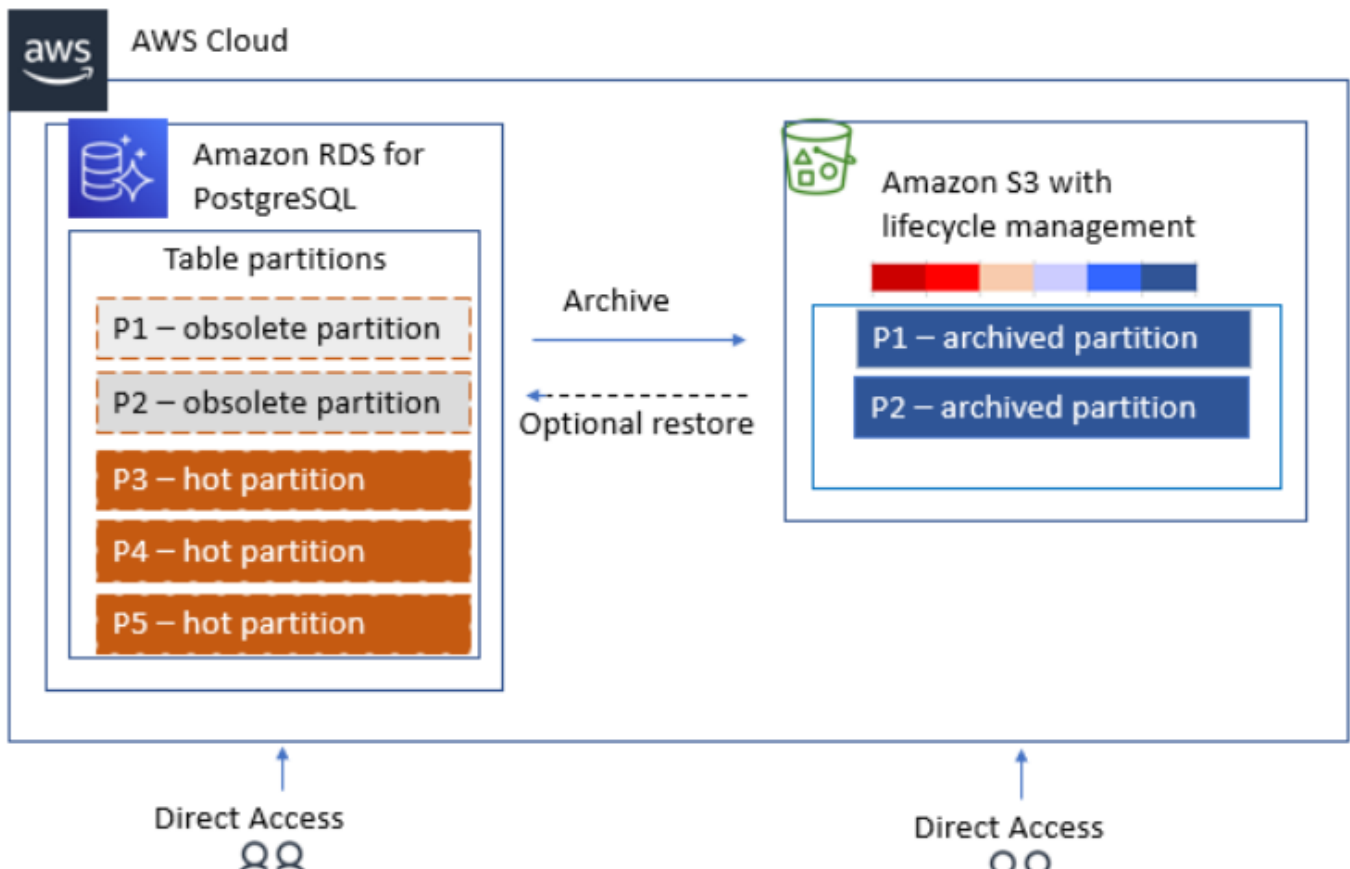 aws
AWS Cloud
Amazon RDS for
PostgreSQL
Table partitions
P1 – obsolete partition
P2 – obsolete partition
P3 – hot partition
P4 – hot partition
P5 – hot partition
Archive
Optional restore
Amazon S3 with
lifecycle management
P1 – archived partition
P2 – archived partition
Direct Access
Direct Access